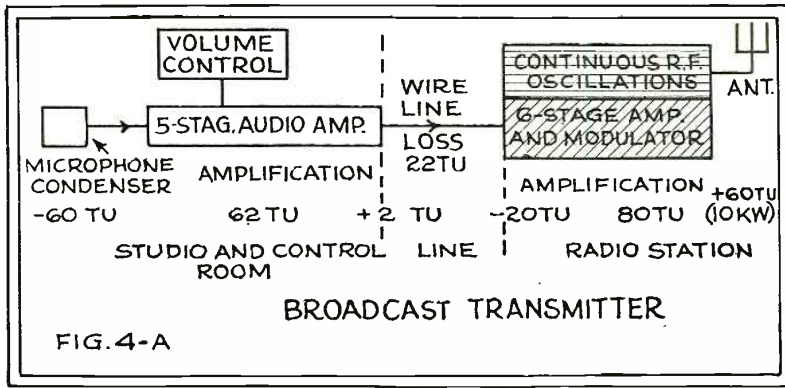 VOLUME
CONTROL
5-STAG. AUDIO AMP.
MICROPHONE
CONDENSER
-60 TU
AMPLIFICATION
62 TU
+2 TU
WIRE
LINE
LOSS
22TU
CONTINUOUS R.F.
OSCILLATIONS
6-STAGE AMP.
AND MODULATOR
ANT.
AMPLIFICATION
-20TU
80TU
+60TU
(10KW)
STUDIO AND CONTROL
ROOM
LINE
RADIO STATION
BROADCAST TRANSMITTER
FIG.4-A